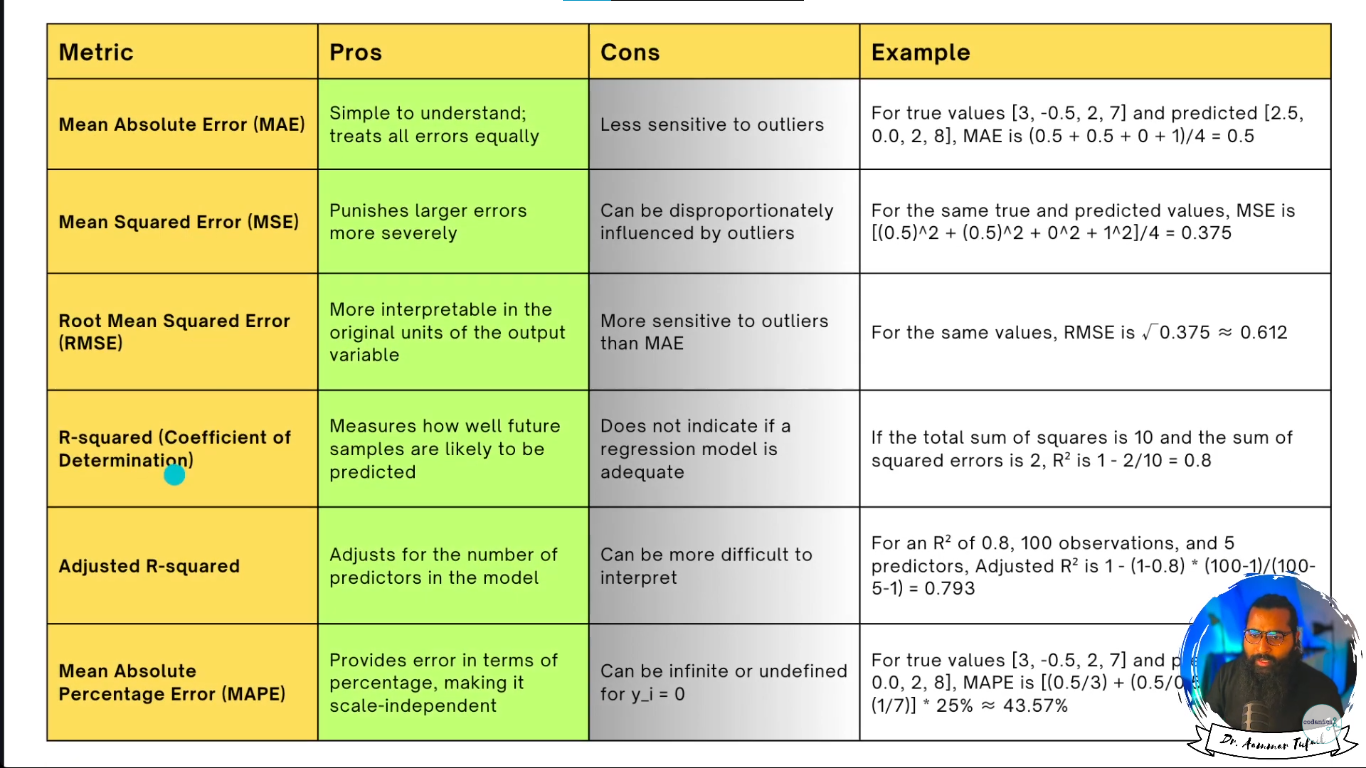 Metric
Pros
Cons
Example
Mean Absolute Error (MAE)
Simple to understand;
treats all errors equally
Less sensitive to outliers
For true values [3, -0.5, 2, 7] and predicted [2.5,
0.0, 2, 8], MAE is (0.5 + 0.5 + 0 + 1)/4 = 0.5
Mean Squared Error (MSE)
Punishes larger errors
more severely
Can be disproportionately
influenced by outliers
For the same true and predicted values, MSE is
[(0.5)^2 + (0.5)^2 + 0^2 + 1^2]/4 = 0.375
Root Mean Squared Error
(RMSE)
More interpretable in the
original units of the output
variable
More sensitive to outliers
than MAE
For the same values, RMSE is √0.375 ≈ 0.612
R-squared (Coefficient of
Determination)
Measures how well future
samples are likely to be
predicted
Does not indicate if a
regression model is
adequate
If the total sum of squares is 10 and the sum of
squared errors is 2, R² is 1 - 2/10 = 0.8
Adjusted R-squared
Adjusts for the number of
predictors in the model
Can be more difficult to
interpret
For an R² of 0.8, 100 observations, and 5
predictors, Adjusted R² is 1 - (1-0.8) * (100-1)/(100-
5-1) = 0.793
Mean Absolute
Percentage Error (MAPE)
Provides error in terms of
percentage, making it
scale-independent
Can be infinite or undefined
for y_i = 0
For true values [3, -0.5, 2, 7] and
0.0, 2, 8], MAPE is [(0.5/3) +
(1/7)] * 25% ≈ 43.57%
codanics
Dr. Aammar Tufail